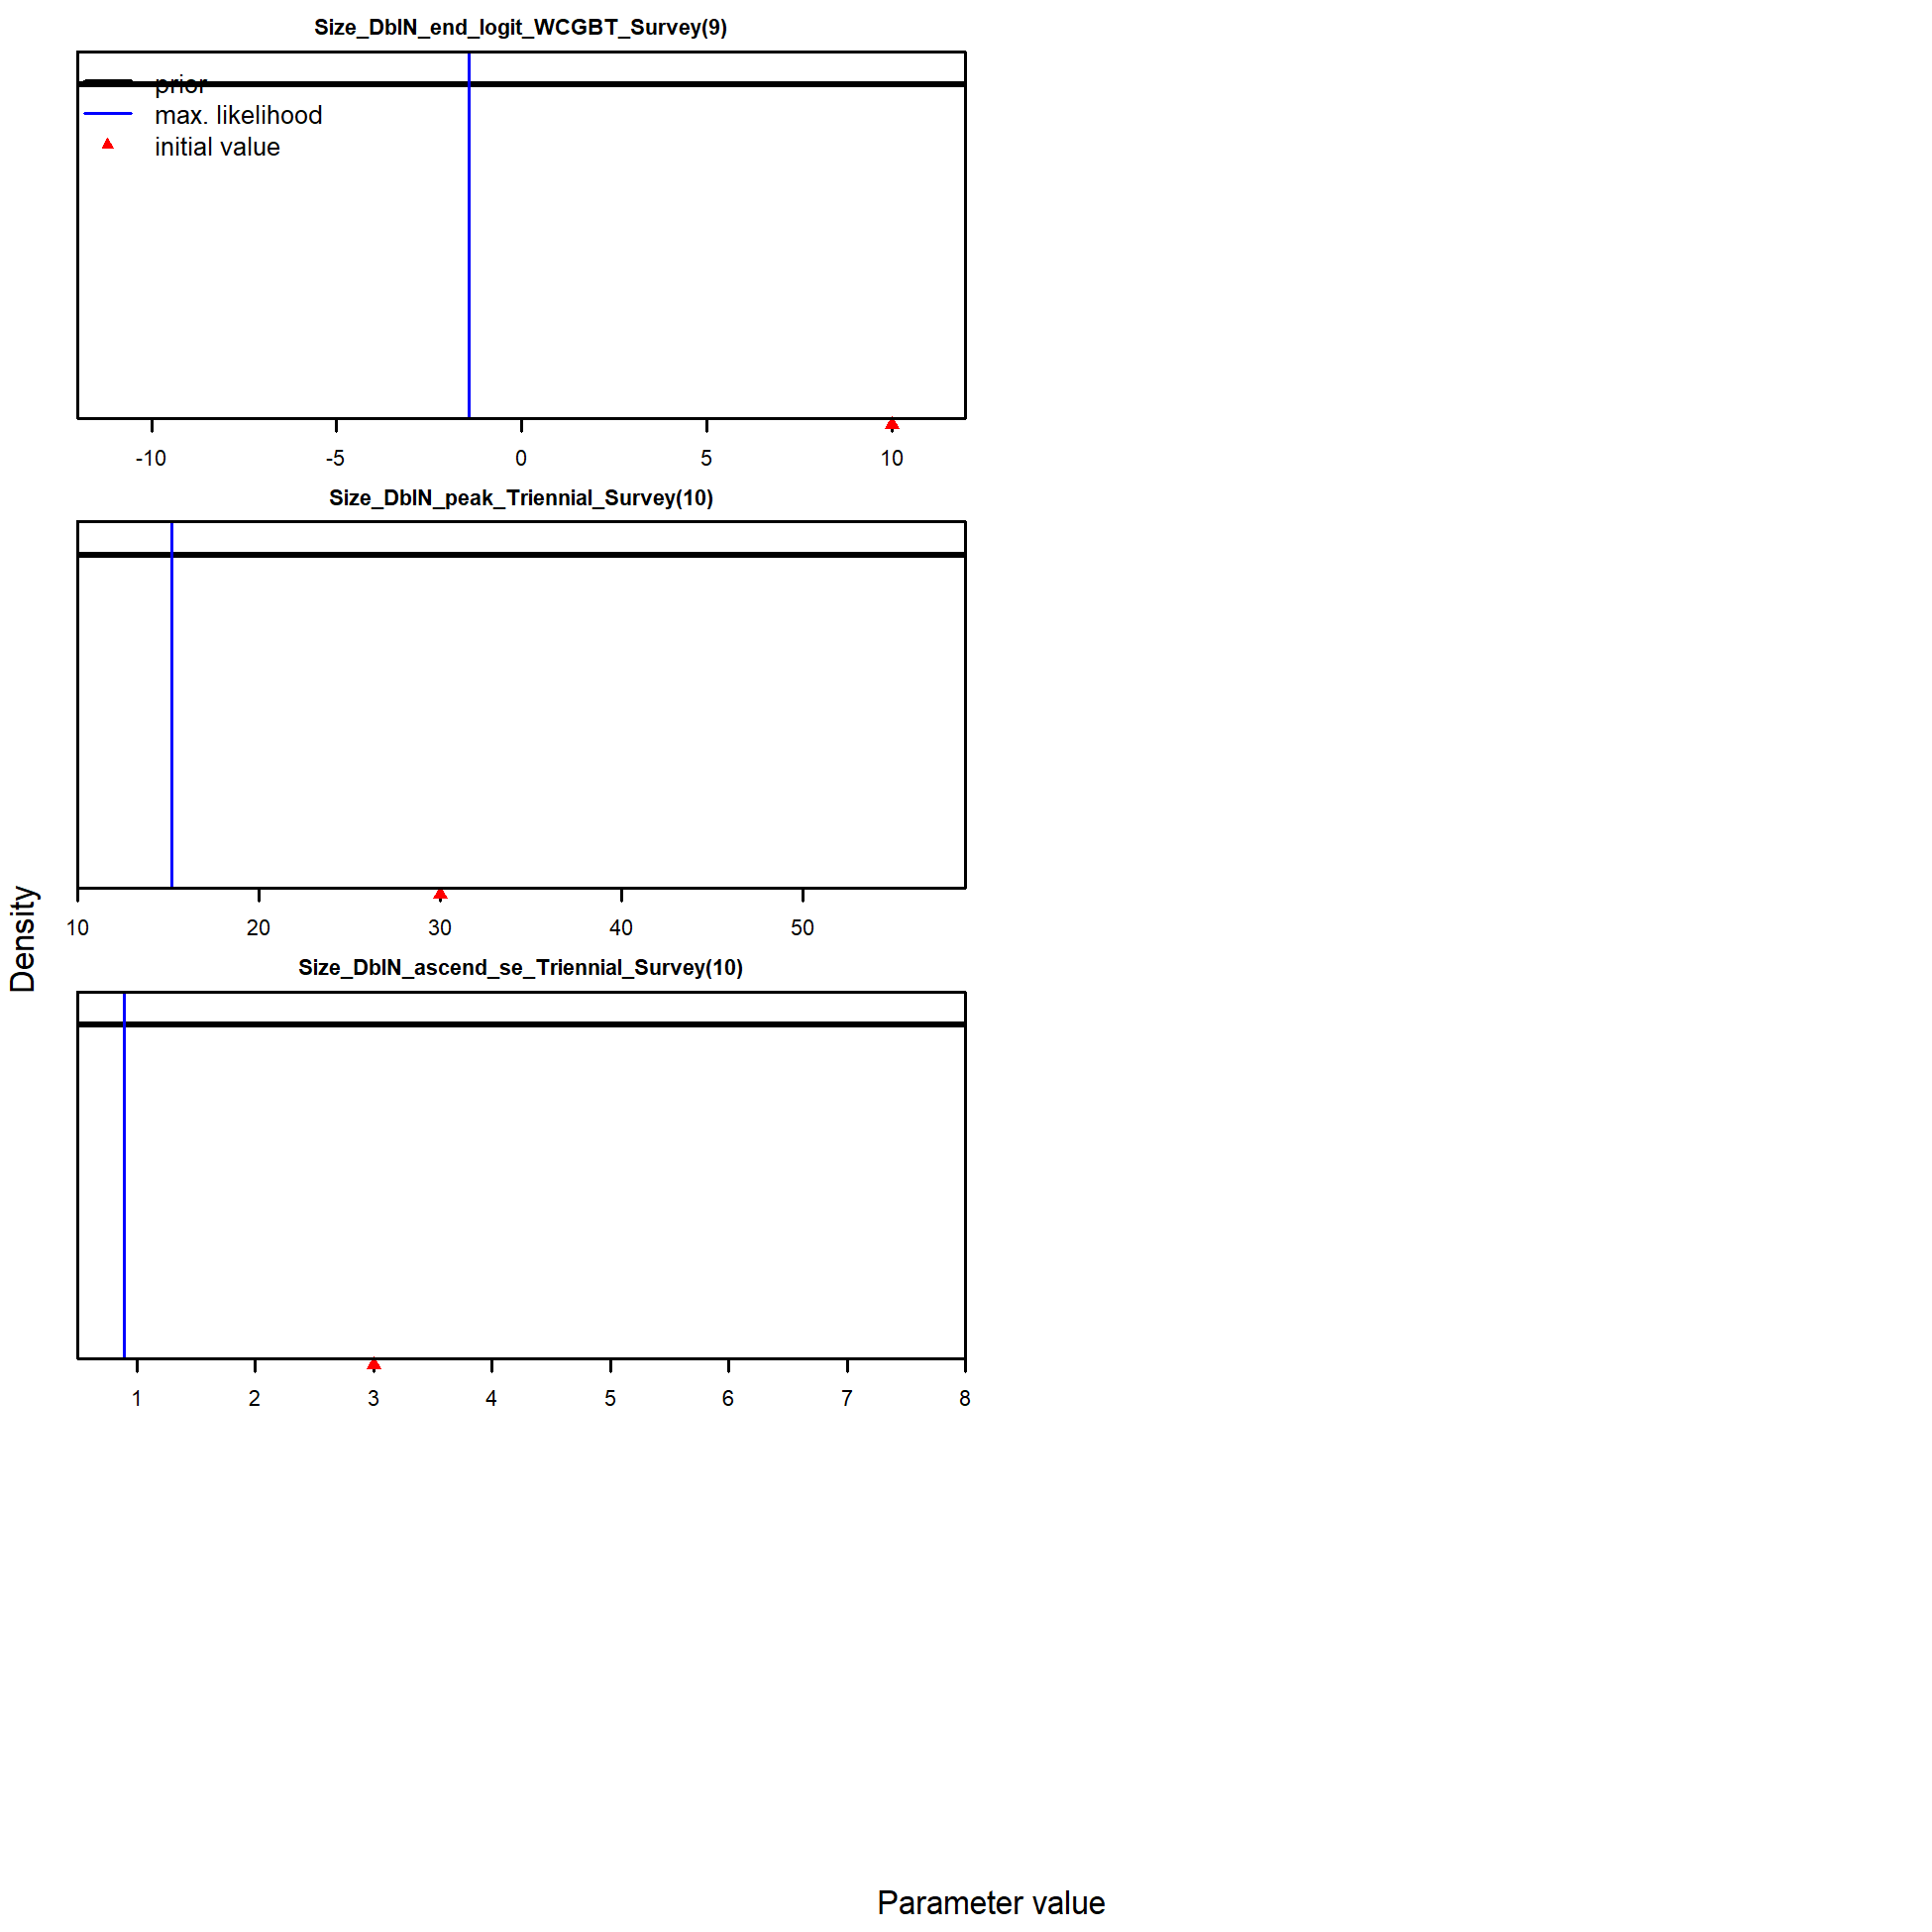 Size_DblN_end_logit_WCGBT_Survey(9)
prior
max. likelihood
initial value
-10 -5 0 5 10
Size_DblN_peak_Triennial_Survey(10)
10 20 30 40 50
Size_DblN_ascend_se_Triennial_Survey(10)
1 2 3 4 5 6 7 8
Density
Parameter value